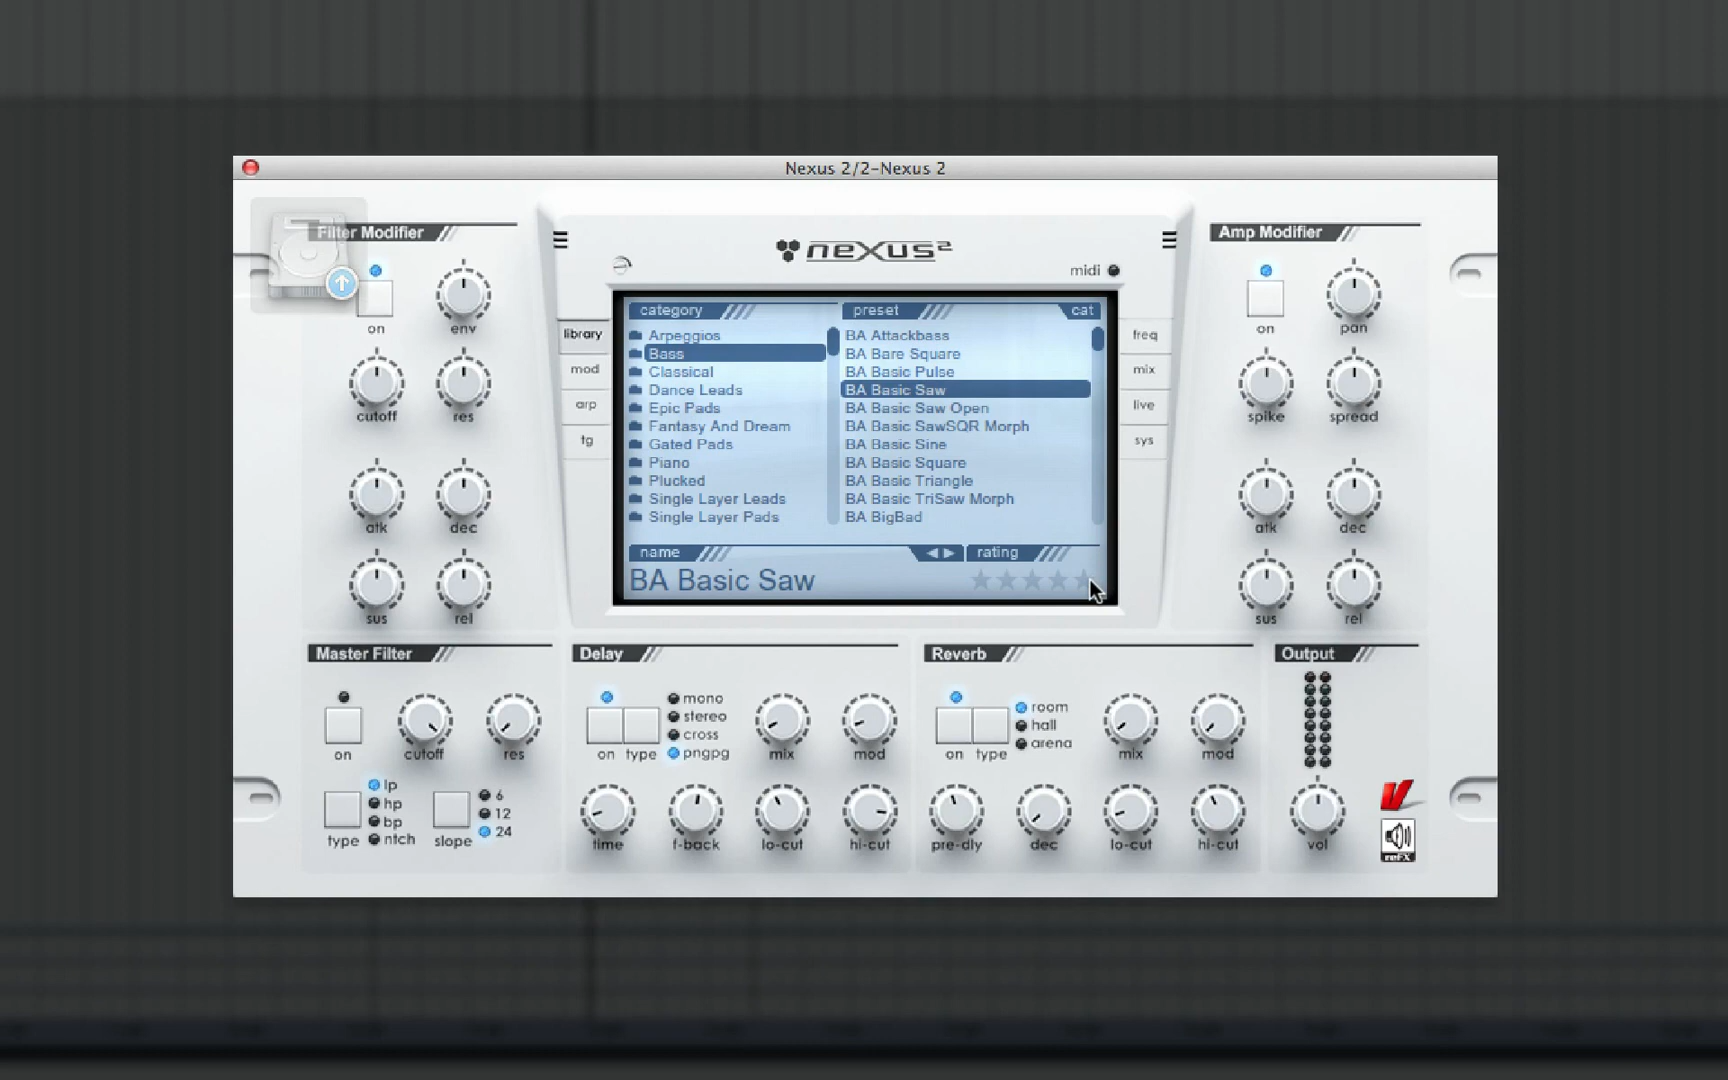 Nexus 2/2-Nexus 2
Filter Modifier
on
env
cutoff
res
atk
dec
sus
rel
nexus²
midi
library
mod
arp
tg
category
Arpeggios
Bass
Classical
Dance Leads
Epic Pads
Fantasy And Dream
Gated Pads
Piano
Plucked
Single Layer Leads
Single Layer Pads
preset
cat
BA Attackbass
BA Bare Square
BA Basic Pulse
BA Basic Saw
BA Basic Saw Open
BA Basic SawSQR Morph
BA Basic Sine
BA Basic Square
BA Basic Triangle
BA Basic TriSaw Morph
BA BigBad
name
rating
BA Basic Saw
freq
mix
live
sys
Amp Modifier
on
pan
spike
spread
atk
dec
sus
rel
Master Filter
on
cutoff
res
type
lp
hp
bp
ntch
slope
6
12
24
Delay
on
type
mono
stereo
cross
pngpg
mix
mod
time
f-back
lo-cut
hi-cut
Reverb
on
type
room
hall
arena
mix
mod
pre-dly
dec
lo-cut
hi-cut
Output
vol
reFX